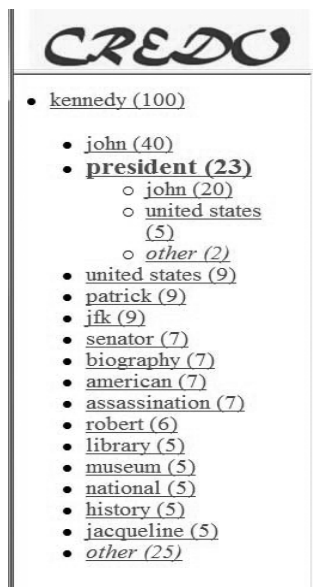 CREDO
kennedy (100)
john (40)
president (23)
john (20)
united states
(5)
other (2)
united states (9)
patrick (9)
jfk (9)
senator (7)
biography (7)
american (7)
assassination (7)
robert (6)
library (5)
museum (5)
national (5)
history (5)
jacqueline (5)
other (25)